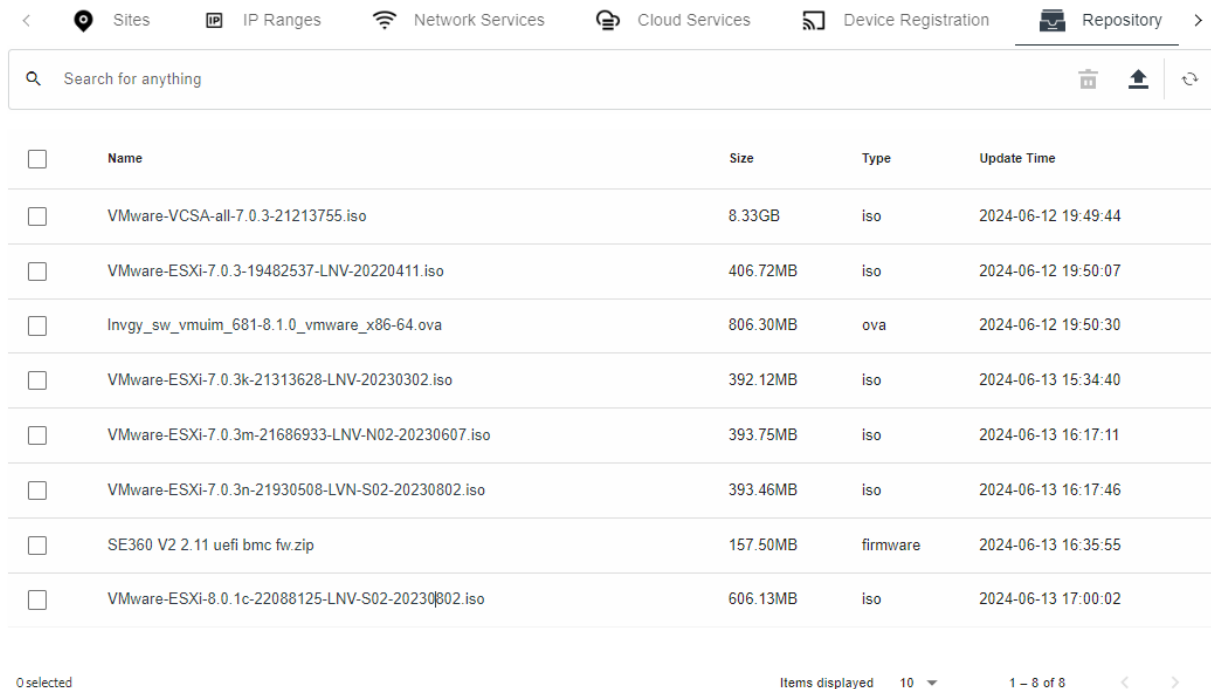 Sites IP IP Ranges Network Services Cloud Services Device Registration Repository
Search for anything
Name Size Type Update Time
VMware-VCSA-all-7.0.3-21213755.iso 8.33GB iso 2024-06-12 19:49:44
VMware-ESXi-7.0.3-19482537-LNV-20220411.iso 406.72MB iso 2024-06-12 19:50:07
lnvgy_sw_vmuim_681-8.1.0_vmware_x86-64.ova 806.30MB ova 2024-06-12 19:50:30
VMware-ESXi-7.0.3k-21313628-LNV-20230302.iso 392.12MB iso 2024-06-13 15:34:40
VMware-ESXi-7.0.3m-21686933-LNV-N02-20230607.iso 393.75MB iso 2024-06-13 16:17:11
VMware-ESXi-7.0.3n-21930508-LVN-S02-20230802.iso 393.46MB iso 2024-06-13 16:17:46
SE360 V2 2.11 uefi bmc fw.zip 157.50MB firmware 2024-06-13 16:35:55
VMware-ESXi-8.0.1c-22088125-LNV-S02-20230802.iso 606.13MB iso 2024-06-13 17:00:02
0 selected Items displayed 10 1 – 8 of 8